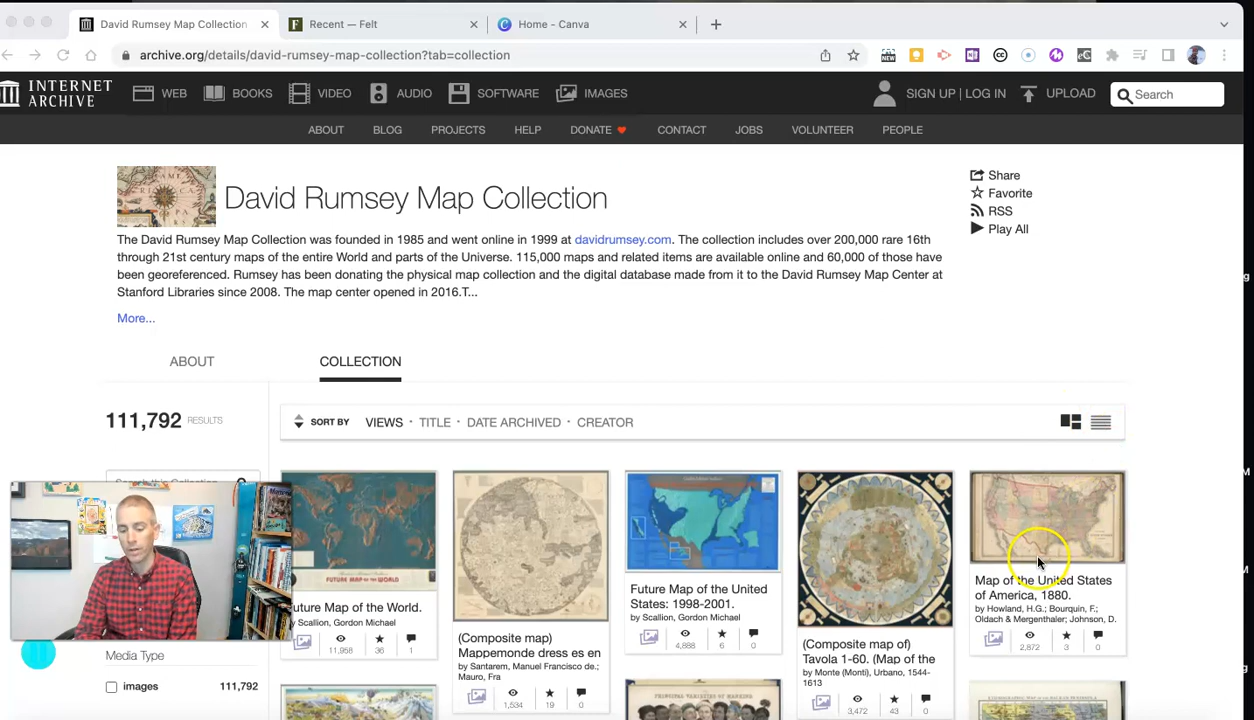 David Rumsey Map Collection
Recent — Felt
Home - Canva
archive.org/details/david-rumsey-map-collection?tab=collection
NEW
INTERNET
ARCHIVE
WEB
BOOKS
VIDEO
AUDIO
SOFTWARE
IMAGES
SIGN UP | LOG IN
UPLOAD
Search
ABOUT
BLOG
PROJECTS
HELP
DONATE
CONTACT
JOBS
VOLUNTEER
PEOPLE
David Rumsey Map Collection
Share
Favorite
RSS
Play All
The David Rumsey Map Collection was founded in 1985 and went online in 1999 at davidrumsey.com. The collection includes over 200,000 rare 16th
through 21st century maps of the entire World and parts of the Universe. 115,000 maps and related items are available online and 60,000 of those have
been georeferenced. Rumsey has been donating the physical map collection and the digital database made from it to the David Rumsey Map Center at
Stanford Libraries since 2008. The map center opened in 2016.T...
More...
ABOUT
COLLECTION
111,792 RESULTS
SORT BY
VIEWS · TITLE · DATE ARCHIVED · CREATOR
FUTURE MAP OF THE WORLD
uture Map of the World.
by Scallion, Gordon Michael
11,958
36
1
(Composite map)
Mappemonde dress es en
by Santarem, Manuel Francisco de.;
Mauro, Fra
1,534
19
0
Future Map of the United
States: 1998-2001.
by Scallion, Gordon Michael
4,888
6
0
(Composite map of)
Tavola 1-60. (Map of the
by Monte (Monti), Urbano, 1544-
1613
3,472
43
0
Map of the United States
of America, 1880.
by Howland, H.G.; Bourquin, F.;
Oldach & Mergenthaler; Johnson, D.
2,872
3
0
PRINCIPAL VARIETIES OF MANKIND
Media Type
images
111,792